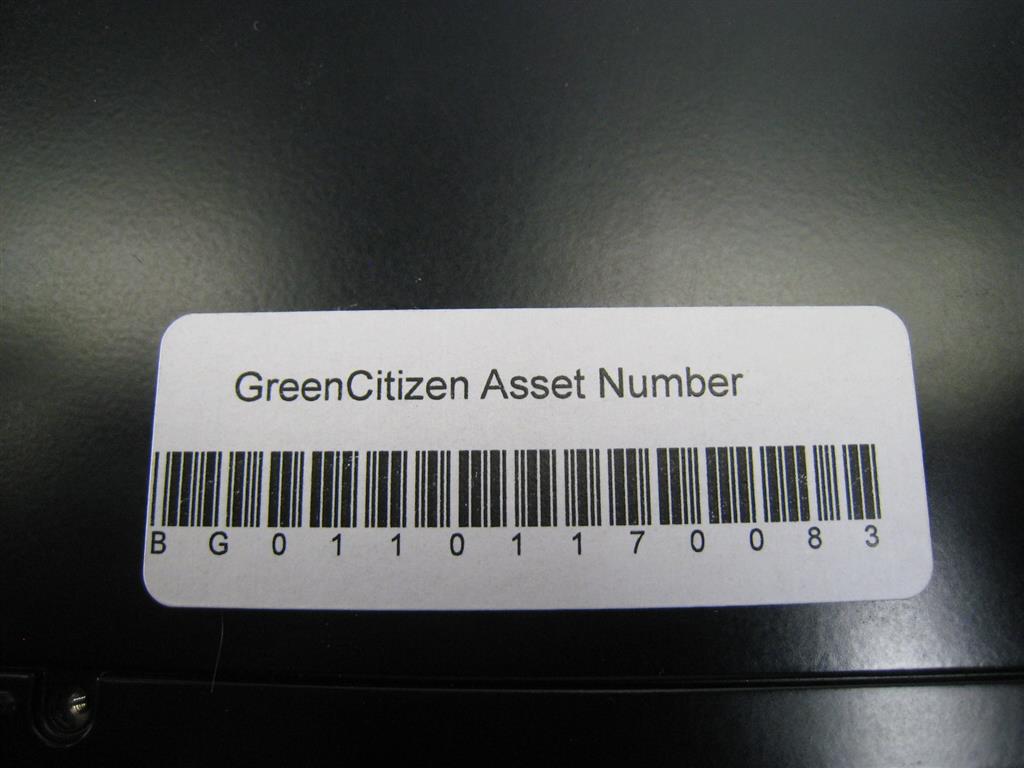 GreenCitizen Asset Number
B G 0 1 1 0 1 1 7 0 0 8 3